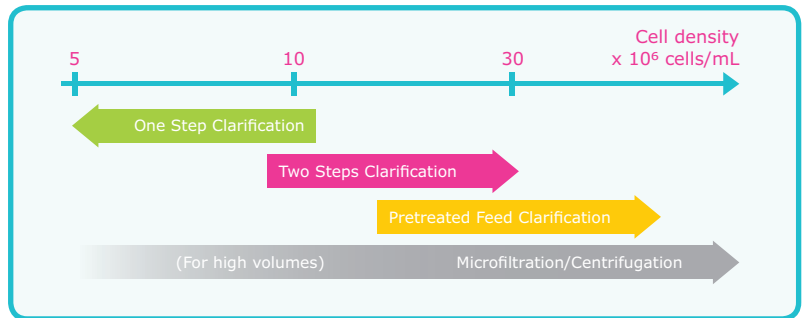 Cell density
5 10 30 x 10⁶ cells/mL
One Step Clarification
Two Steps Clarification
Pretreated Feed Clarification
(For high volumes) Microfiltration/Centrifugation